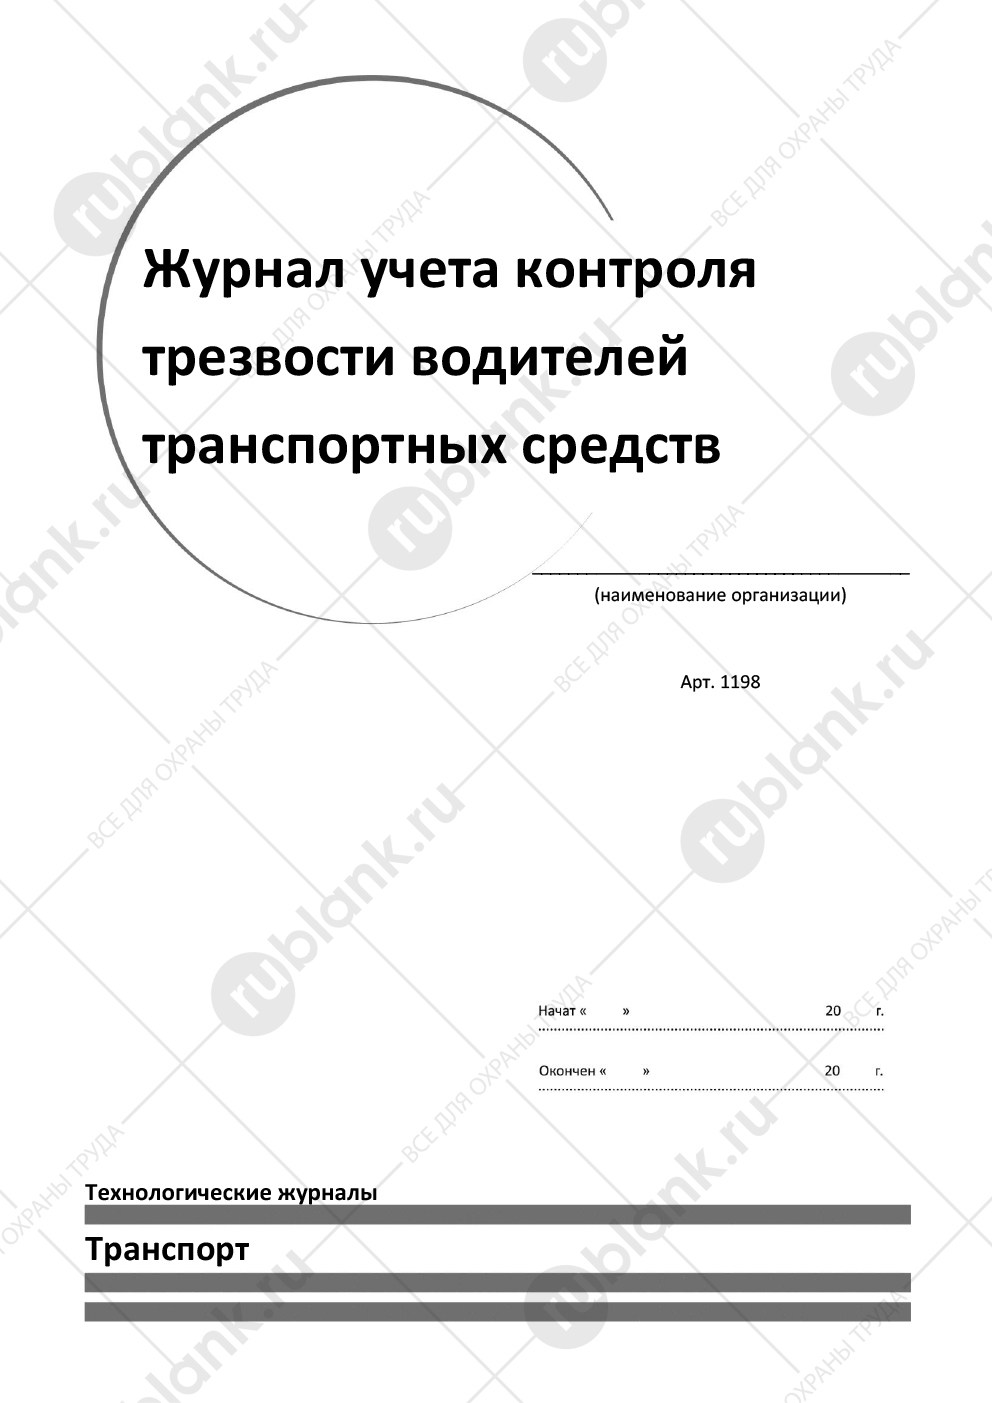 Журнал учета контроля
трезвости водителей
транспортных средств
(наименование организации)
Арт. 1198
Начат « » 20 г.
Окончен « » 20 г.
Технологические журналы
Транспорт
rublank.ru
ВСЕ ДЛЯ ОХРАНЫ ТРУДА